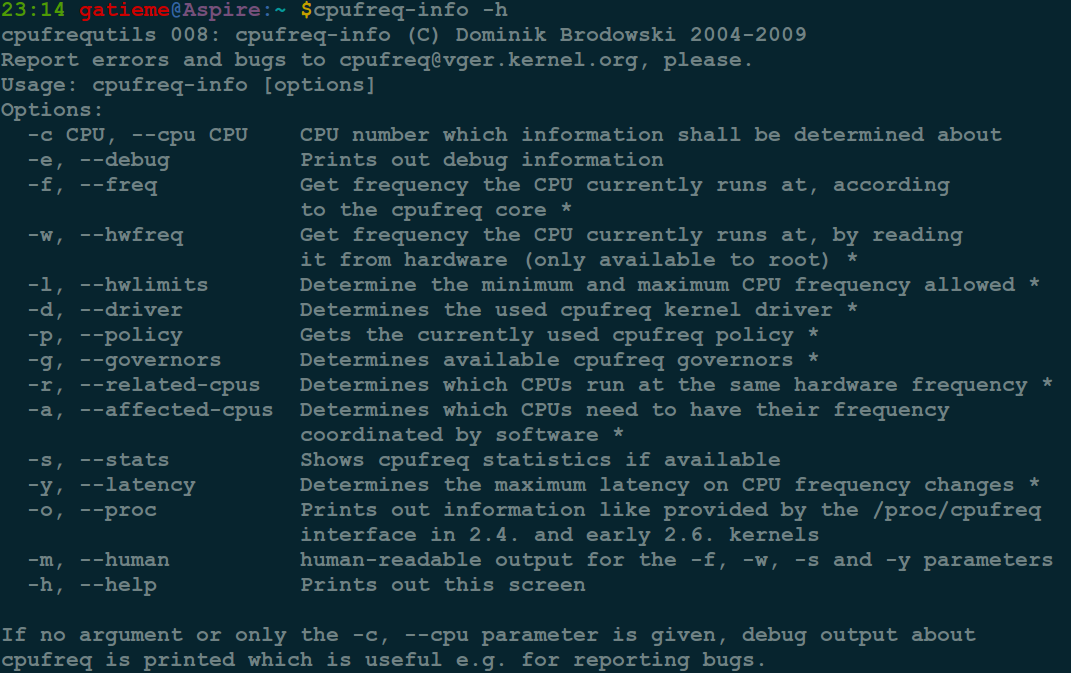 23:14 gatieme@Aspire:~ $cpufreq-info -h
cpufrequtils 008: cpufreq-info (C) Dominik Brodowski 2004-2009
Report errors and bugs to cpufreq@vger.kernel.org, please.
Usage: cpufreq-info [options]
Options:
  -c CPU, --cpu CPU    CPU number which information shall be determined about
  -e, --debug          Prints out debug information
  -f, --freq           Get frequency the CPU currently runs at, according
                       to the cpufreq core *
  -w, --hwfreq         Get frequency the CPU currently runs at, by reading
                       it from hardware (only available to root) *
  -l, --hwlimits       Determine the minimum and maximum CPU frequency allowed *
  -d, --driver         Determines the used cpufreq kernel driver *
  -p, --policy         Gets the currently used cpufreq policy *
  -g, --governors      Determines available cpufreq governors *
  -r, --related-cpus   Determines which CPUs run at the same hardware frequency *
  -a, --affected-cpus  Determines which CPUs need to have their frequency
                       coordinated by software *
  -s, --stats          Shows cpufreq statistics if available
  -y, --latency        Determines the maximum latency on CPU frequency changes *
  -o, --proc           Prints out information like provided by the /proc/cpufreq
                       interface in 2.4. and early 2.6. kernels
  -m, --human          human-readable output for the -f, -w, -s and -y parameters
  -h, --help           Prints out this screen

If no argument or only the -c, --cpu parameter is given, debug output about
cpufreq is printed which is useful e.g. for reporting bugs.